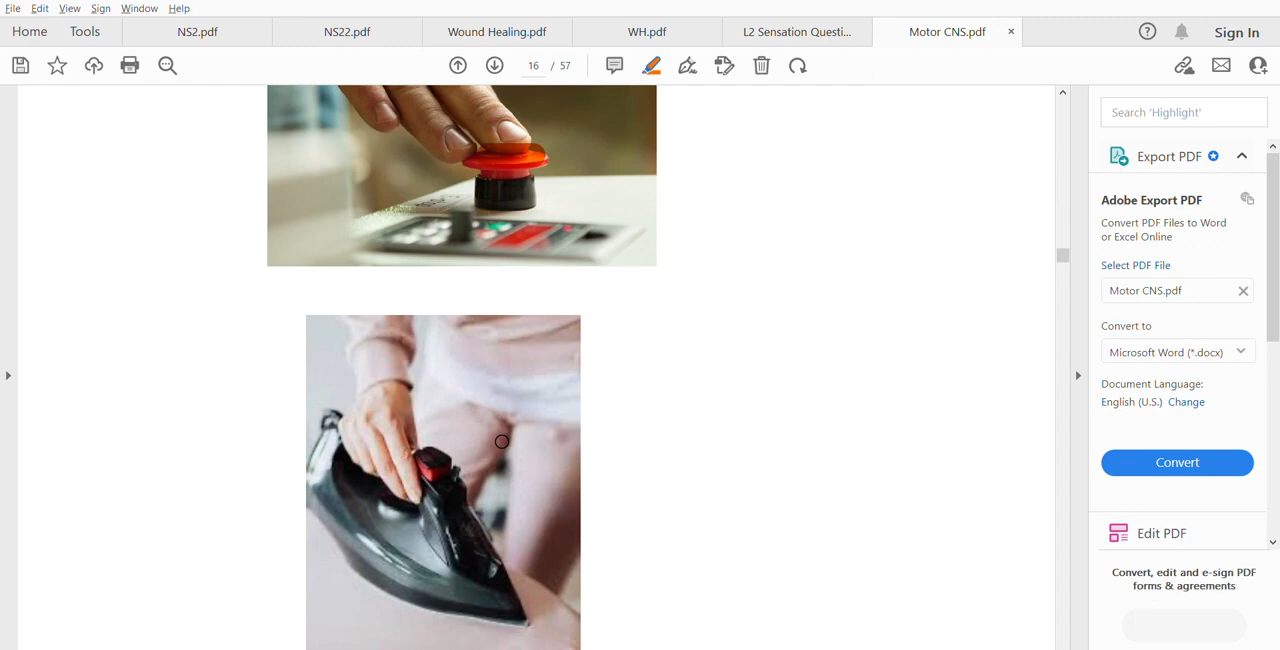 File Edit View Sign Window Help
Home Tools NS2.pdf NS22.pdf Wound Healing.pdf WH.pdf L2 Sensation Questi... Motor CNS.pdf × Sign In
16 / 57
Search 'Highlight'
Export PDF
Adobe Export PDF
Convert PDF Files to Word
or Excel Online
Select PDF File
Motor CNS.pdf
Convert to
Microsoft Word (*.docx)
Document Language:
English (U.S.) Change
Convert
Edit PDF
Convert, edit and e-sign PDF
forms & agreements